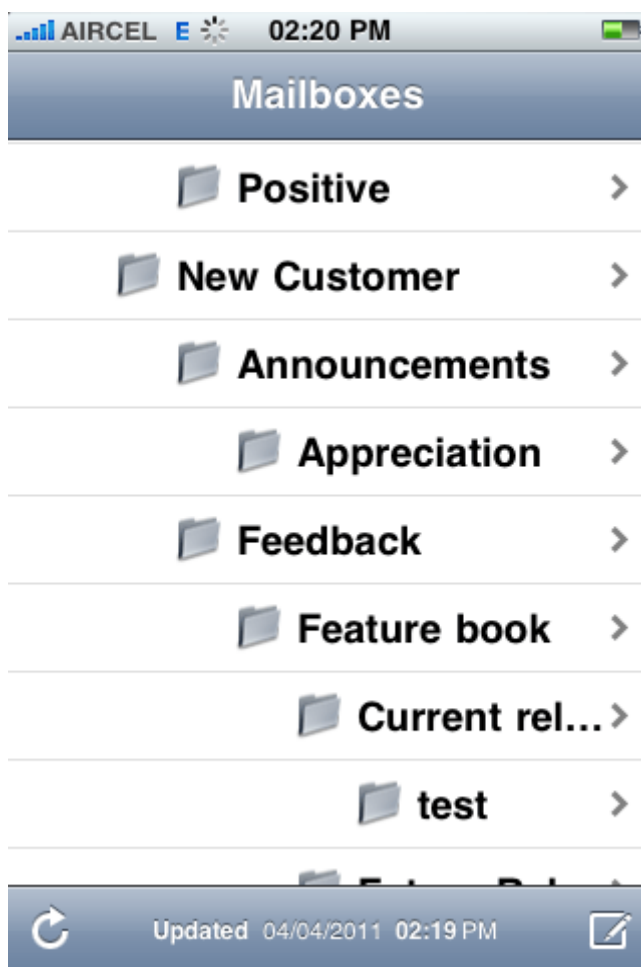 AIRCEL E 02:20 PM
Mailboxes
Positive
New Customer
Announcements
Appreciation
Feedback
Feature book
Current rel...
test
Updated 04/04/2011 02:19 PM